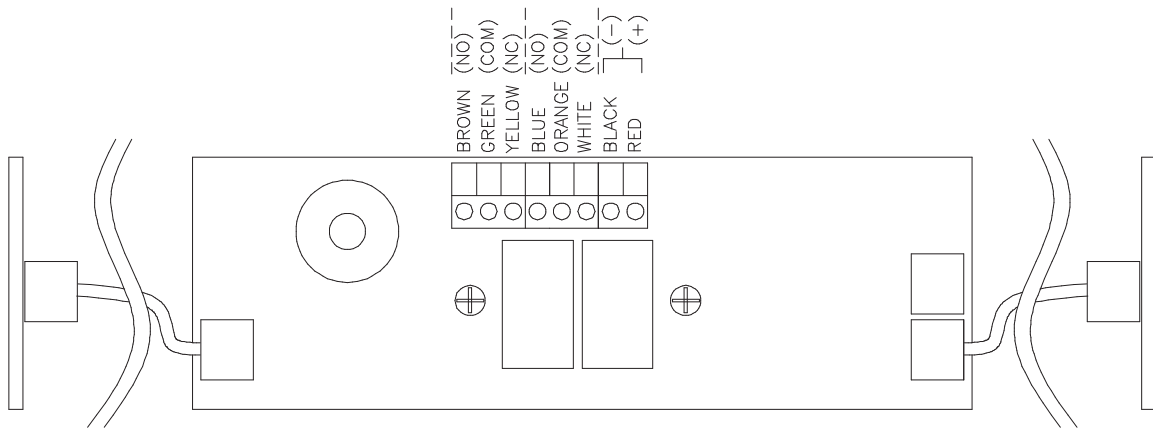 BROWN (NO)
GREEN (COM)
YELLOW (NC)
BLUE (NO)
ORANGE (COM)
WHITE (NC)
BLACK (-)
RED (+)